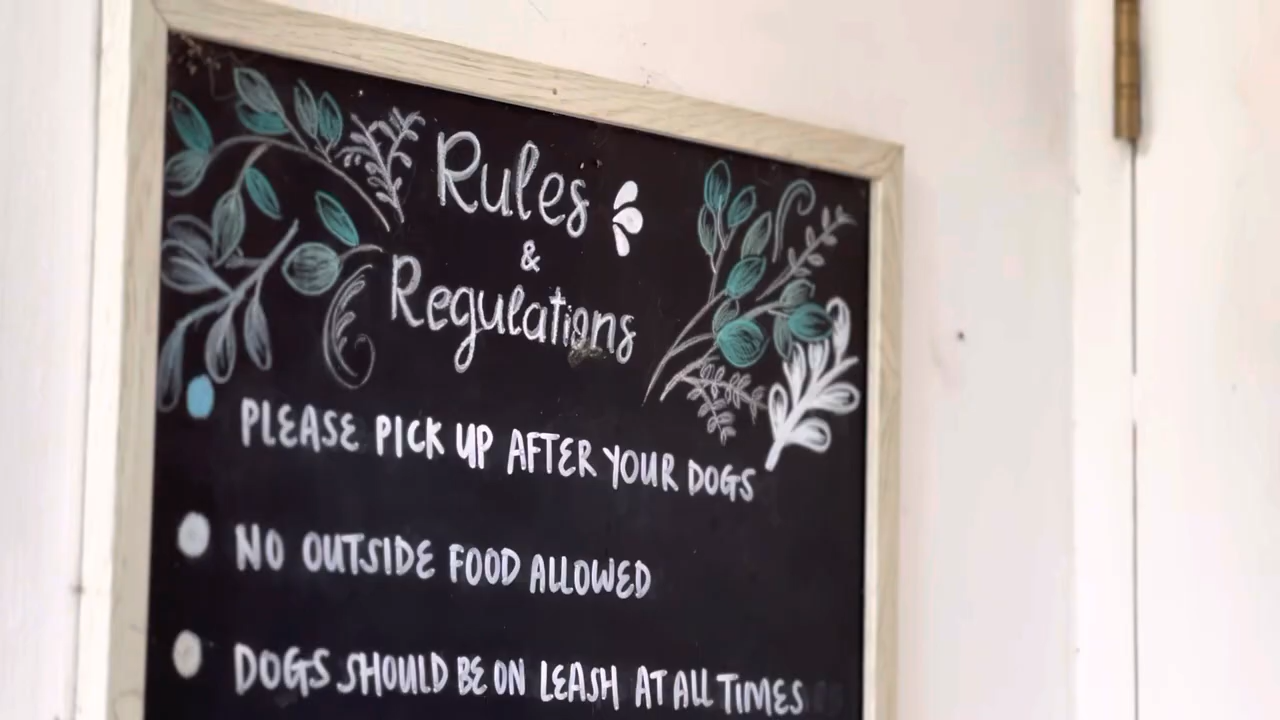 Rules
&
Regulations
PLEASE PICK UP AFTER YOUR DOGS
NO OUTSIDE FOOD ALLOWED
DOGS SHOULD BE ON LEASH AT ALL TIMES